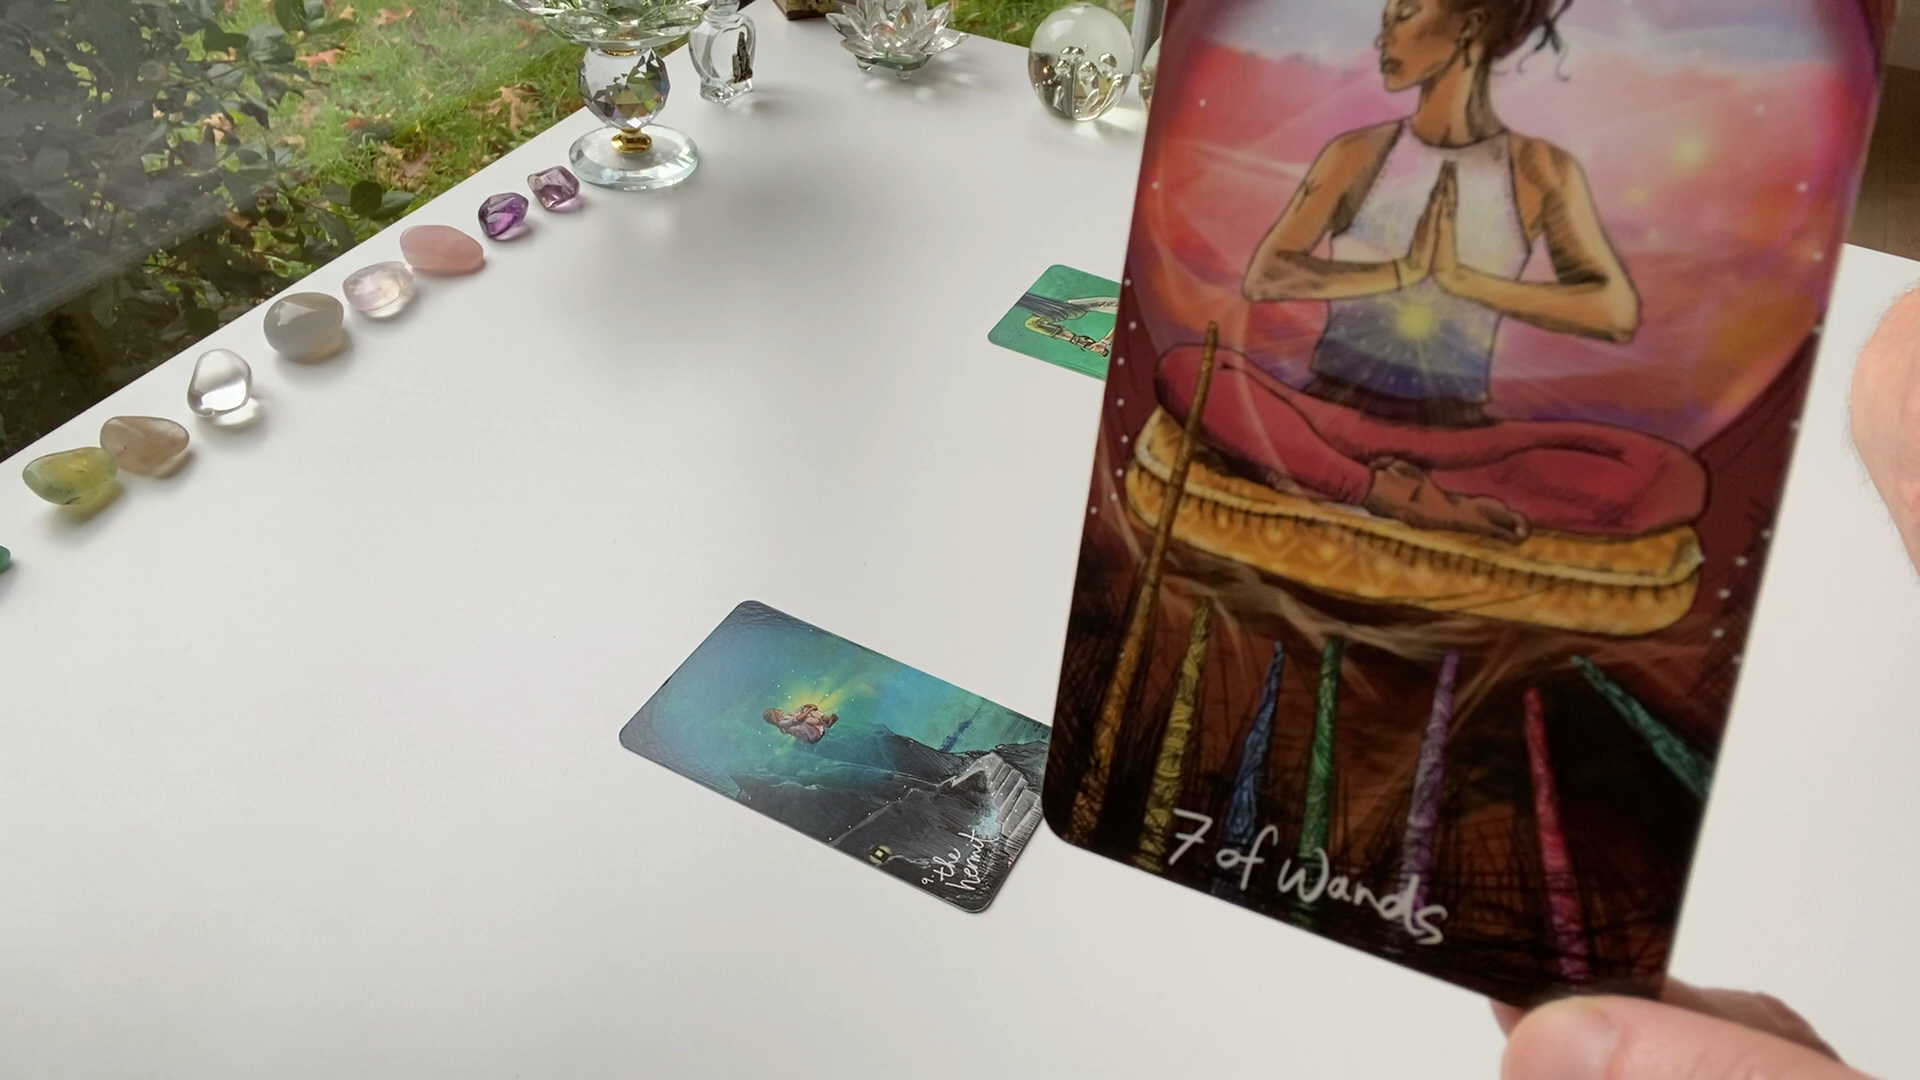 7 of Wands
9. the
hermit